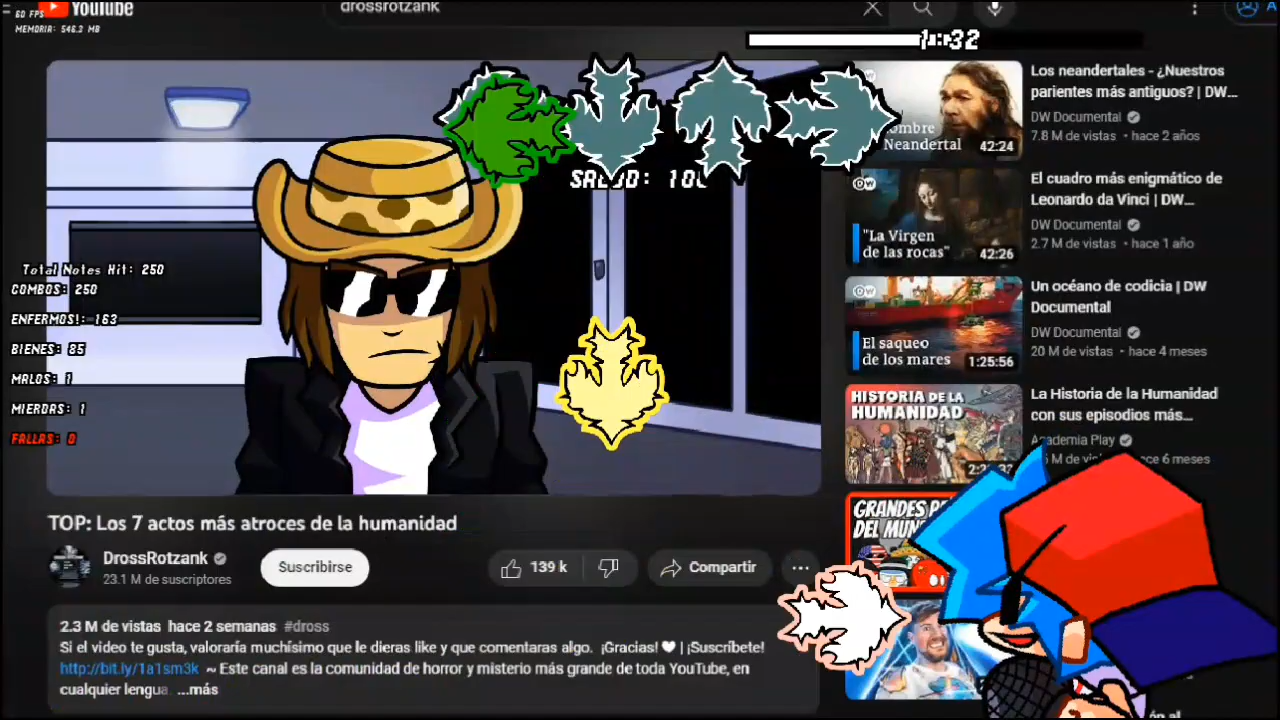 60 FPS
MEMORIA: 546.3 MB
YouTube
drossrotzank
1:32
SALUD: 100
Total Notes Hit: 250
COMBOS: 250
ENFERMOS!: 163
BIENES: 85
MALOS: 1
MIERDAS: 1
FALLAS: 0
TOP: Los 7 actos más atroces de la humanidad
DrossRotzank
23.1 M de suscriptores
Suscribirse
139 k
Compartir
2.3 M de vistas hace 2 semanas #dross
Si el video te gusta, valoraría muchísimo que le dieras like y que comentaras algo. ¡Gracias! ♥ | ¡Suscríbete!
http://bit.ly/1a1sm3k ~ Este canal es la comunidad de horror y misterio más grande de toda YouTube, en
cualquier lengua. ...más
ombre
Neandertal
42:24
Los neandertales - ¿Nuestros
parientes más antiguos? | DW...
DW Documental
7.8 M de vistas • hace 2 años
DW
"La Virgen
de las rocas"
42:26
El cuadro más enigmático de
Leonardo da Vinci | DW...
DW Documental
2.7 M de vistas • hace 1 año
DW
El saqueo
de los mares
1:25:56
Un océano de codicia | DW
Documental
DW Documental
20 M de vistas • hace 4 meses
HISTORIA DE LA
HUMANIDAD
La Historia de la Humanidad
con sus episodios más...
Academia Play
hace 6 meses
GRANDES
DEL MUN